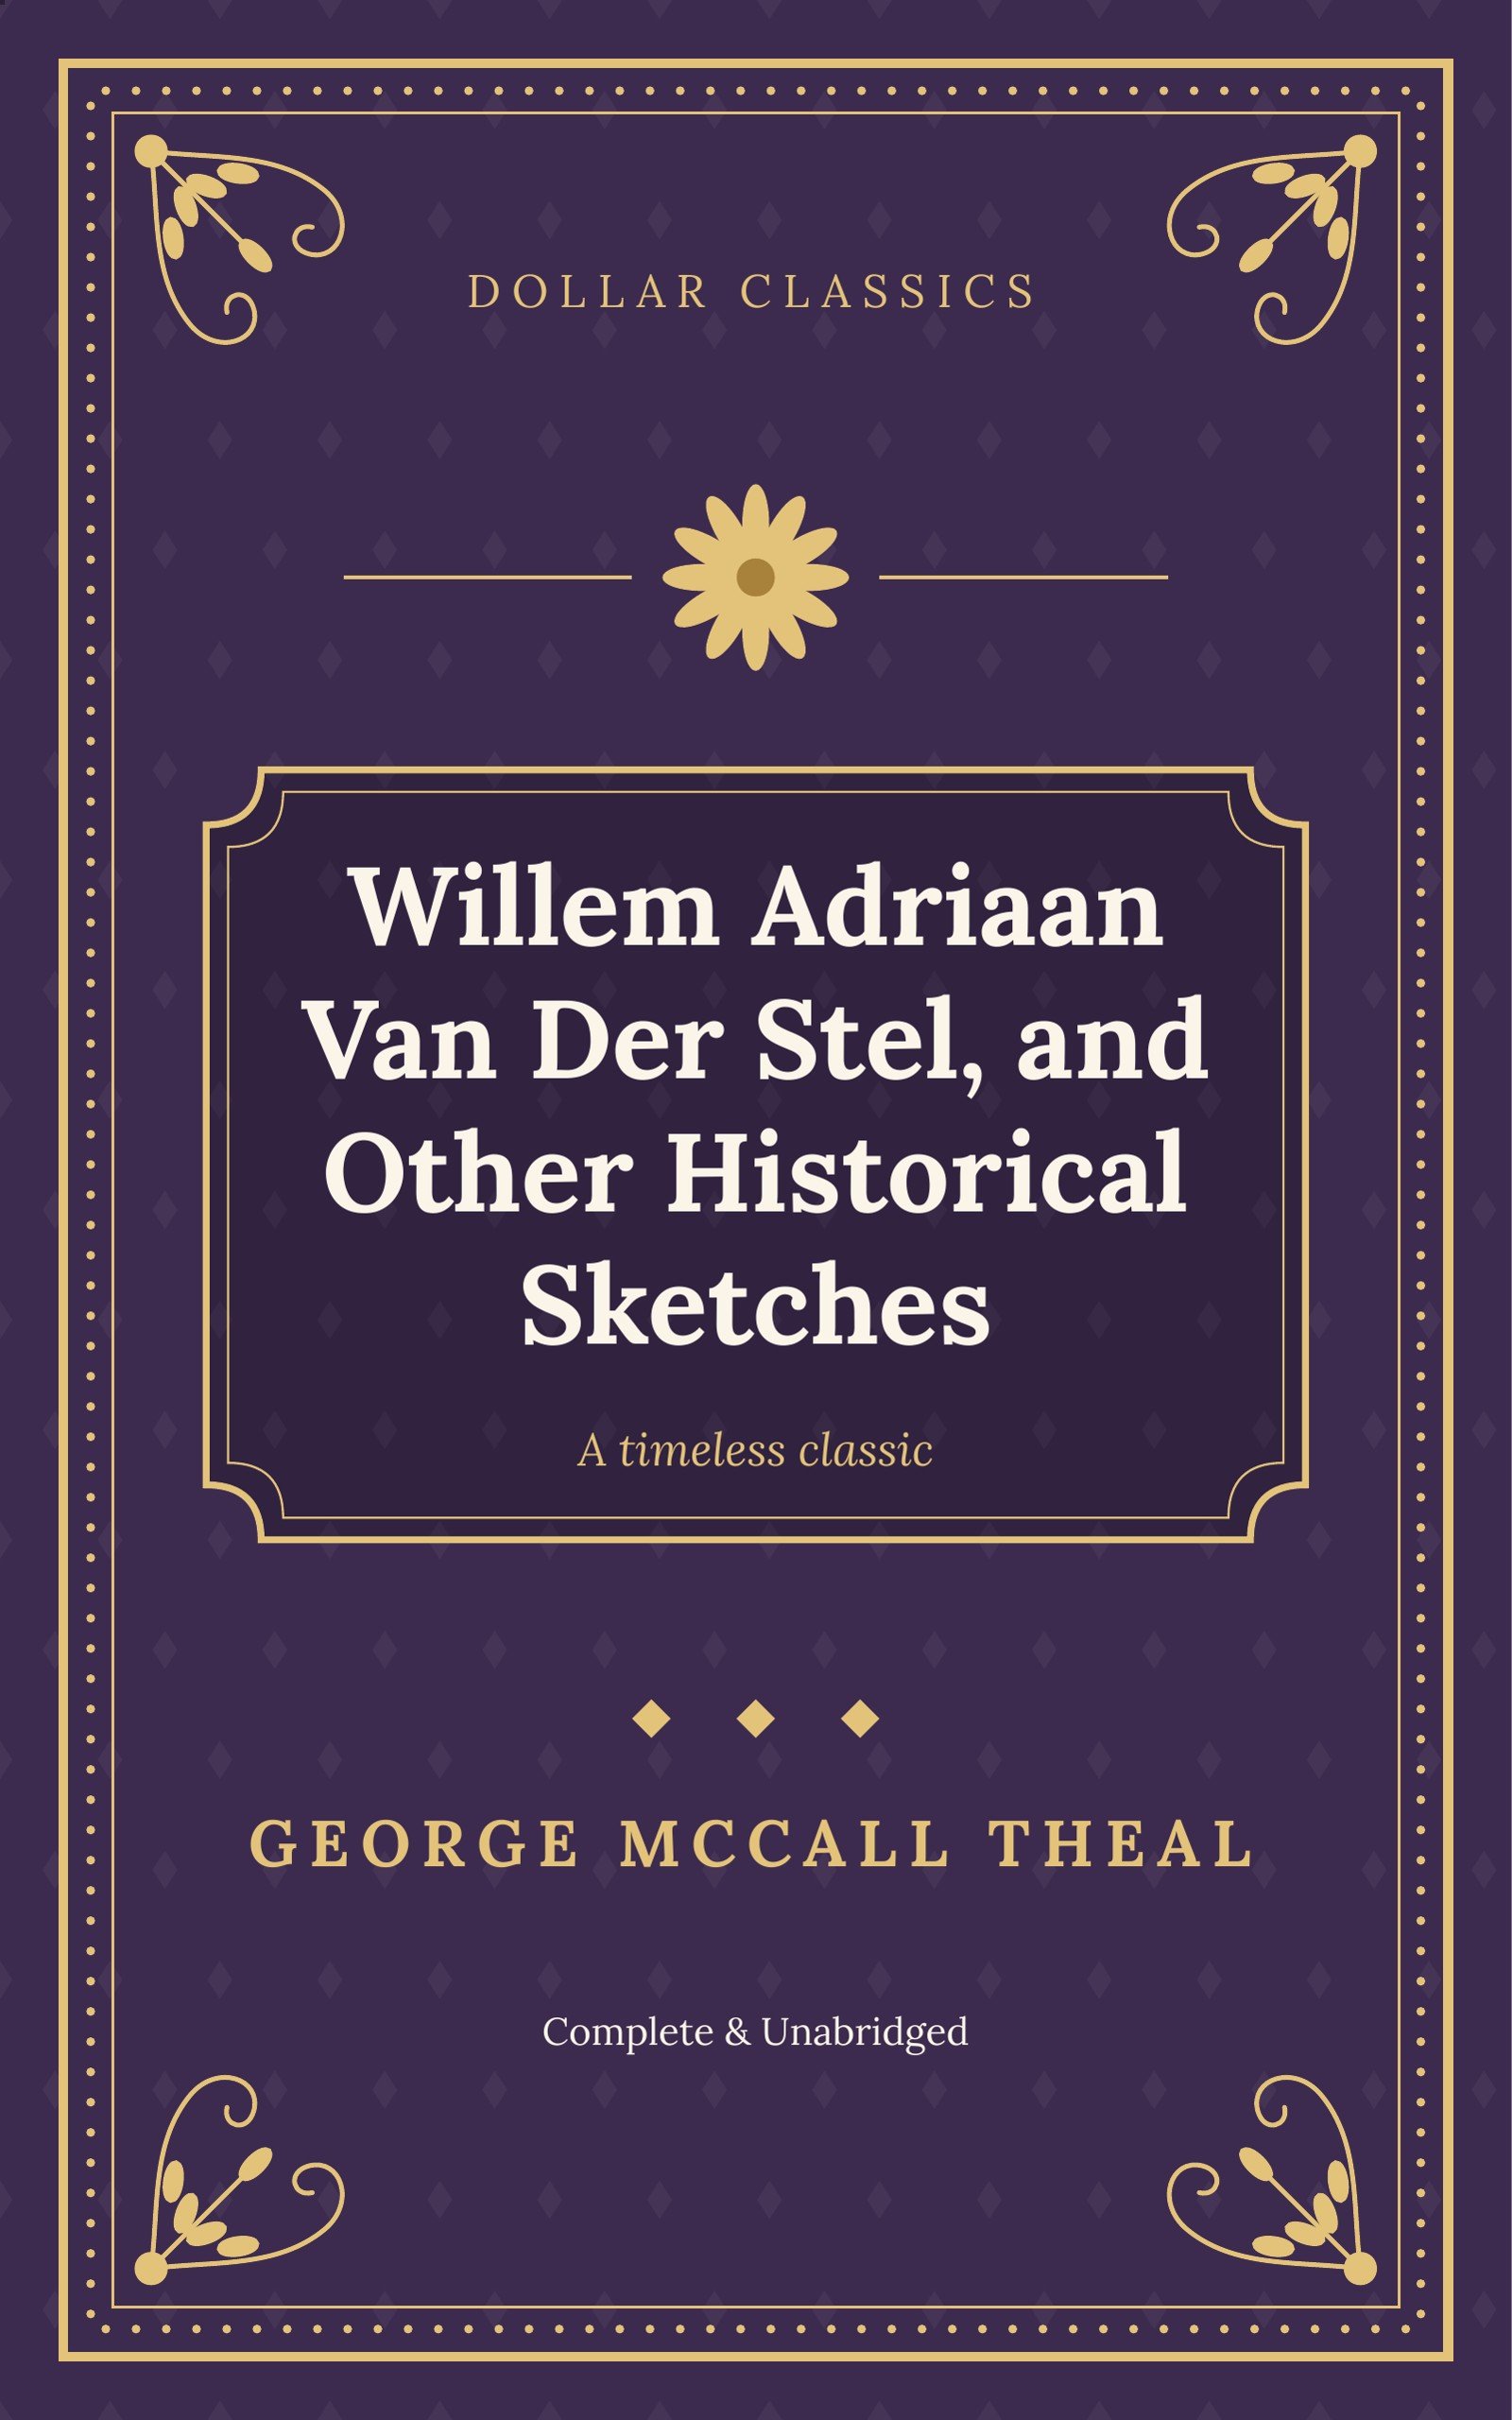 DOLLAR CLASSICS
Willem Adriaan
Van Der Stel, and
Other Historical
Sketches
A timeless classic
GEORGE MCCALL THEAL
Complete & Unabridged